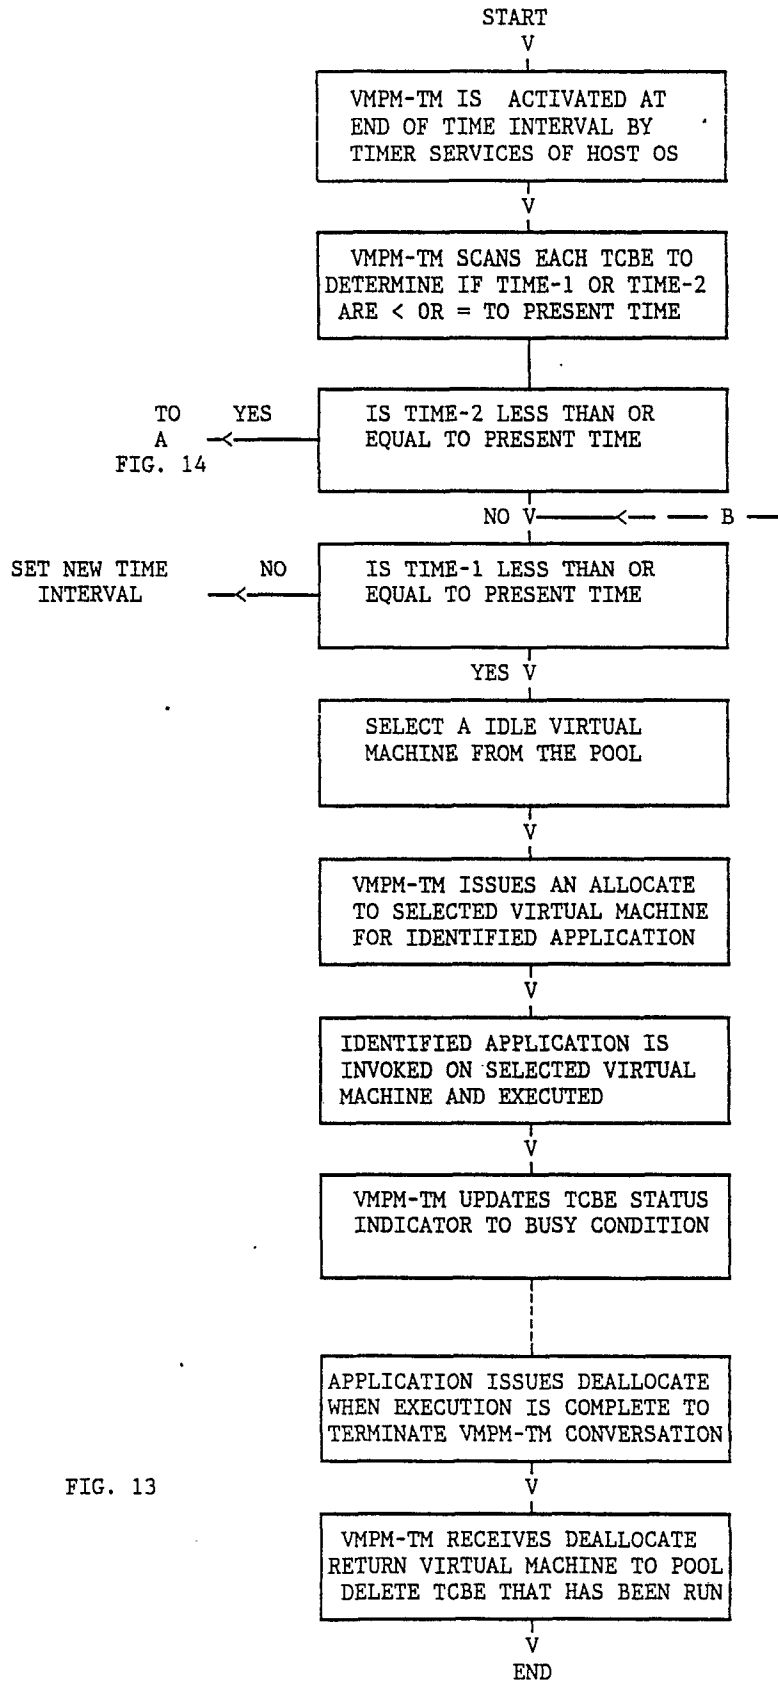 START
V
VMPM-TM IS ACTIVATED AT
END OF TIME INTERVAL BY
TIMER SERVICES OF HOST OS
V
VMPM-TM SCANS EACH TCBE TO
DETERMINE IF TIME-1 OR TIME-2
ARE < OR = TO PRESENT TIME
IS TIME-2 LESS THAN OR
EQUAL TO PRESENT TIME
TO YES
A <
FIG. 14
NO V < B
IS TIME-1 LESS THAN OR
EQUAL TO PRESENT TIME
SET NEW TIME NO
INTERVAL <
YES V
SELECT A IDLE VIRTUAL
MACHINE FROM THE POOL
V
VMPM-TM ISSUES AN ALLOCATE
TO SELECTED VIRTUAL MACHINE
FOR IDENTIFIED APPLICATION
V
IDENTIFIED APPLICATION IS
INVOKED ON SELECTED VIRTUAL
MACHINE AND EXECUTED
V
VMPM-TM UPDATES TCBE STATUS
INDICATOR TO BUSY CONDITION
APPLICATION ISSUES DEALLOCATE
WHEN EXECUTION IS COMPLETE TO
TERMINATE VMPM-TM CONVERSATION
FIG. 13
V
VMPM-TM RECEIVES DEALLOCATE
RETURN VIRTUAL MACHINE TO POOL
DELETE TCBE THAT HAS BEEN RUN
V
END